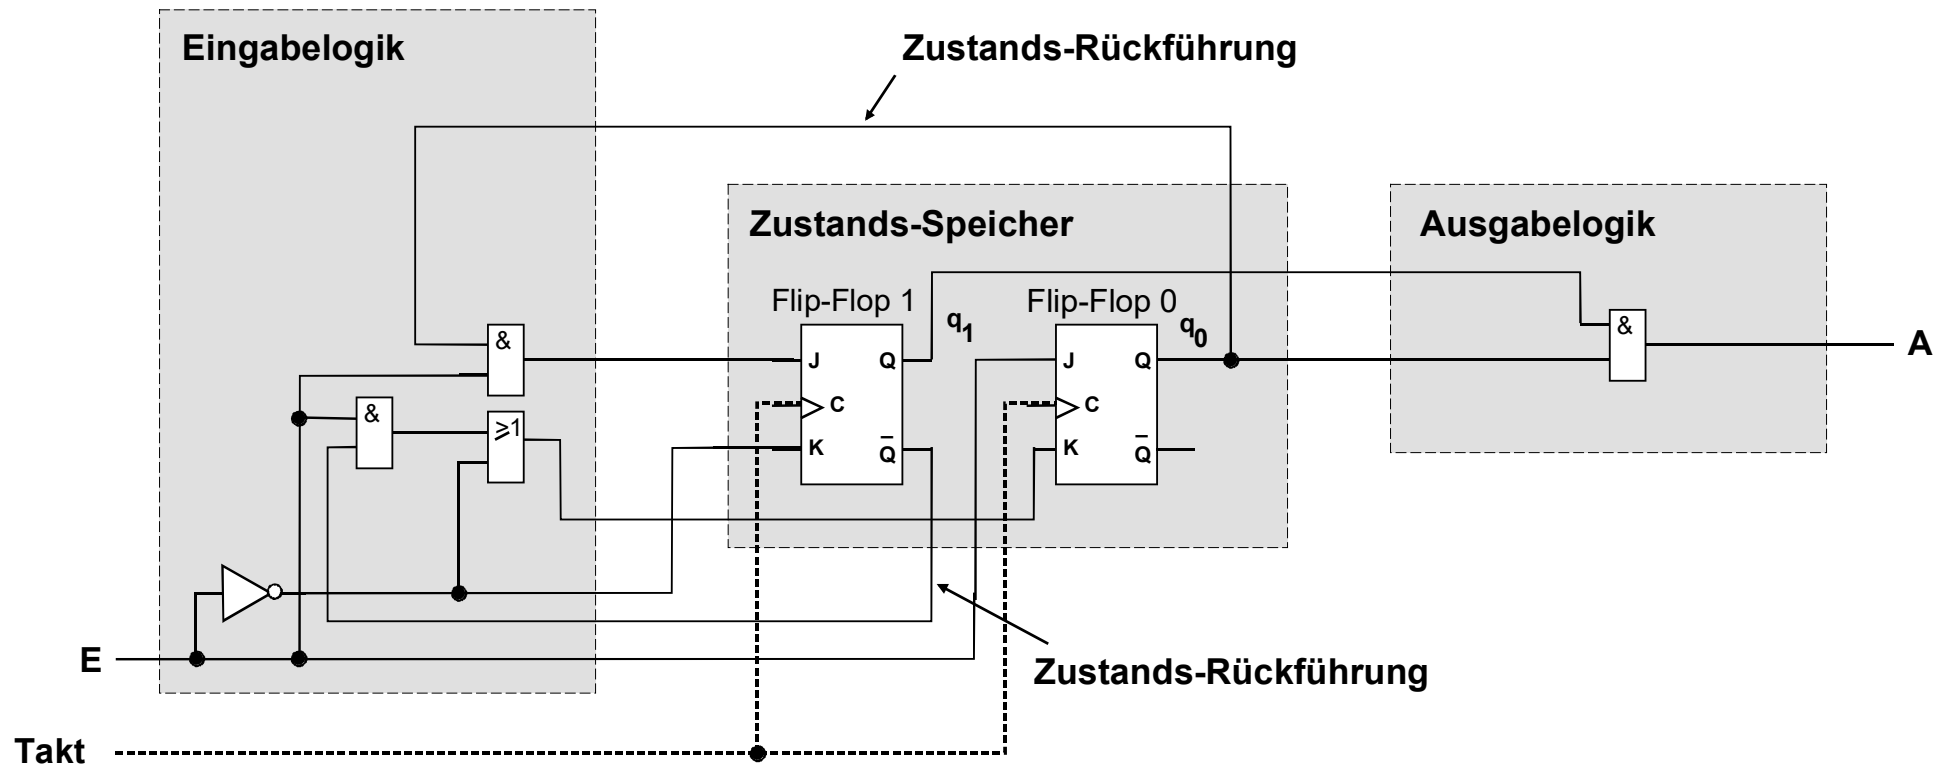 Eingabelogik
Zustands-Rückführung
Zustands-Speicher
Ausgabelogik
Flip-Flop 1
Flip-Flop 0
q1
q0
&
&
J
Q
J
Q
A
C
C
&
≥1
K
Q̅
K
Q̅
E
Zustands-Rückführung
Takt